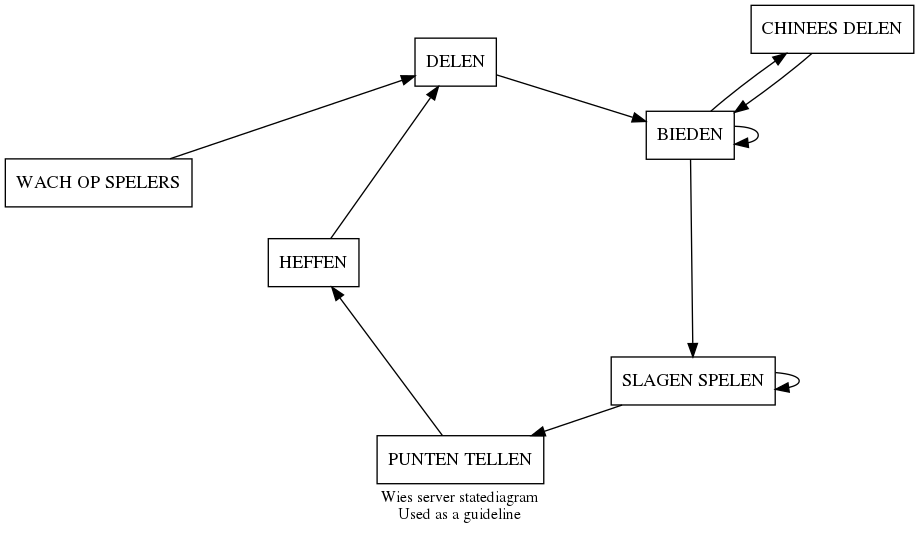 CHINEES DELEN
DELEN
BIEDEN
WACH OP SPELERS
HEFFEN
SLAGEN SPELEN
PUNTEN TELLEN
Wies server statediagram
Used as a guideline